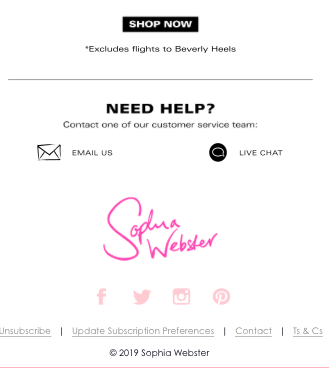 SHOP NOW
*Excludes flights to Beverly Heels
NEED HELP?
Contact one of our customer service team:
EMAIL US LIVE CHAT
Sophia
Webster
Unsubscribe | Update Subscription Preferences | Contact | Ts & Cs
© 2019 Sophia Webster